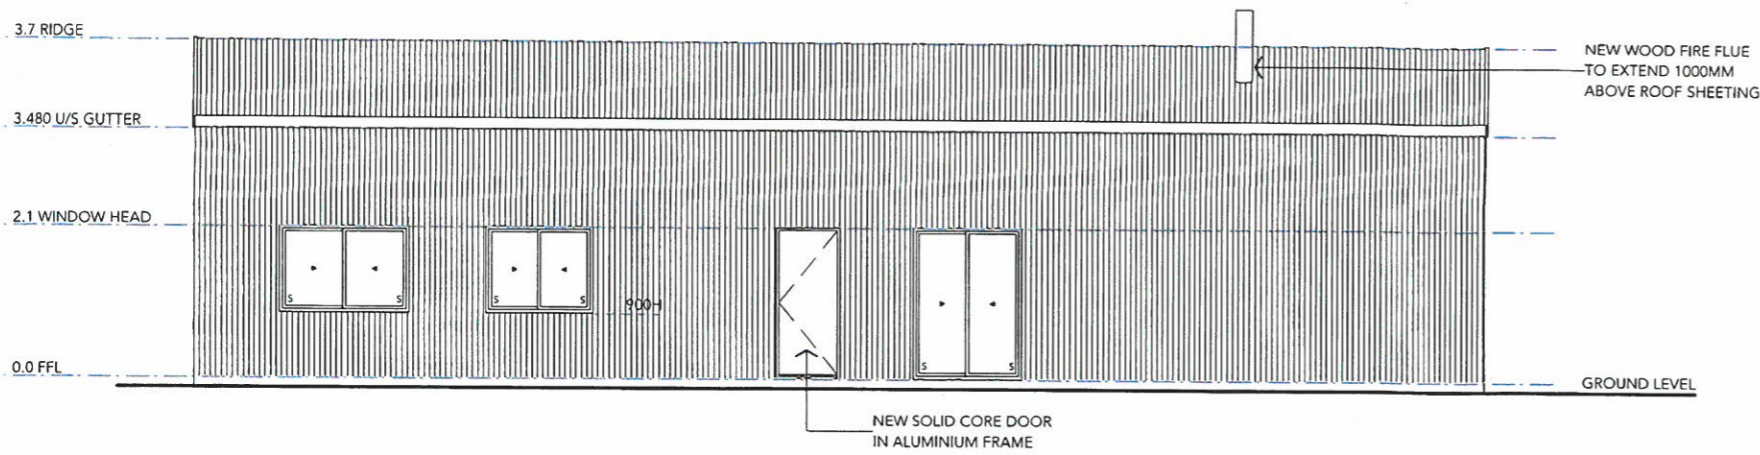 3.7 RIDGE
NEW WOOD FIRE FLUE
TO EXTEND 1000MM
ABOVE ROOF SHEETING
3.480 U/S GUTTER
2.1 WINDOW HEAD
S S
S S
900H
S S
0.0 FFL
GROUND LEVEL
NEW SOLID CORE DOOR
IN ALUMINIUM FRAME